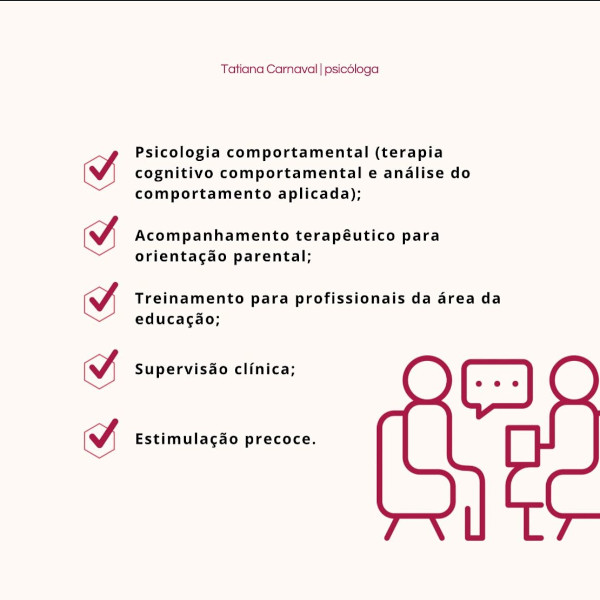 Tatiana Carnaval | psicóloga
Psicologia comportamental (terapia
cognitivo comportamental e análise do
comportamento aplicada);
Acompanhamento terapêutico para
orientação parental;
Treinamento para profissionais da área da
educação;
Supervisão clínica;
Estimulação precoce.